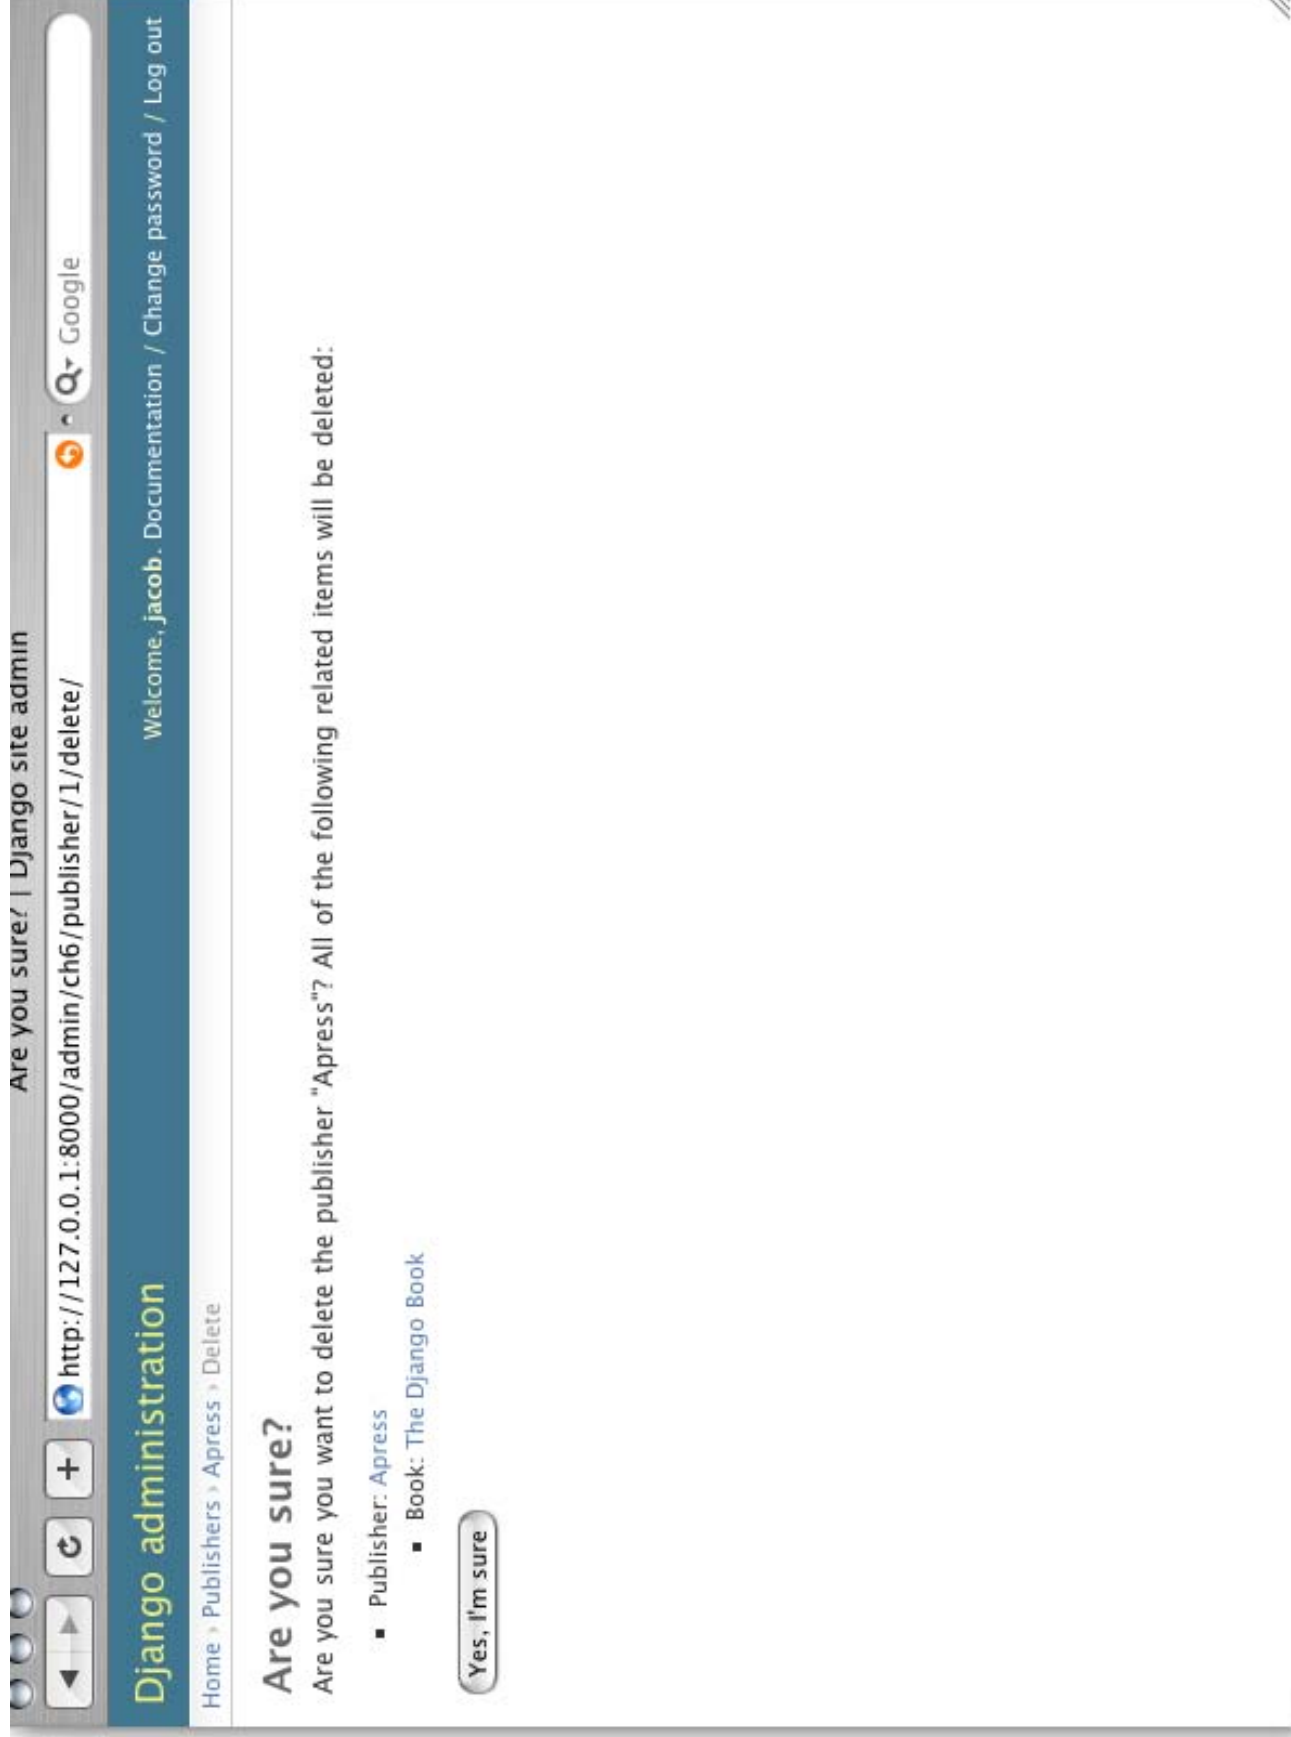 Are you sure? | Django site admin
http://127.0.0.1:8000/admin/ch6/publisher/1/delete/
Google
Django administration
Welcome, jacob. Documentation / Change password / Log out
Home › Publishers › Apress › Delete
Are you sure?
Are you sure you want to delete the publisher "Apress"? All of the following related items will be deleted:
Publisher: Apress
Book: The Django Book
Yes, I'm sure